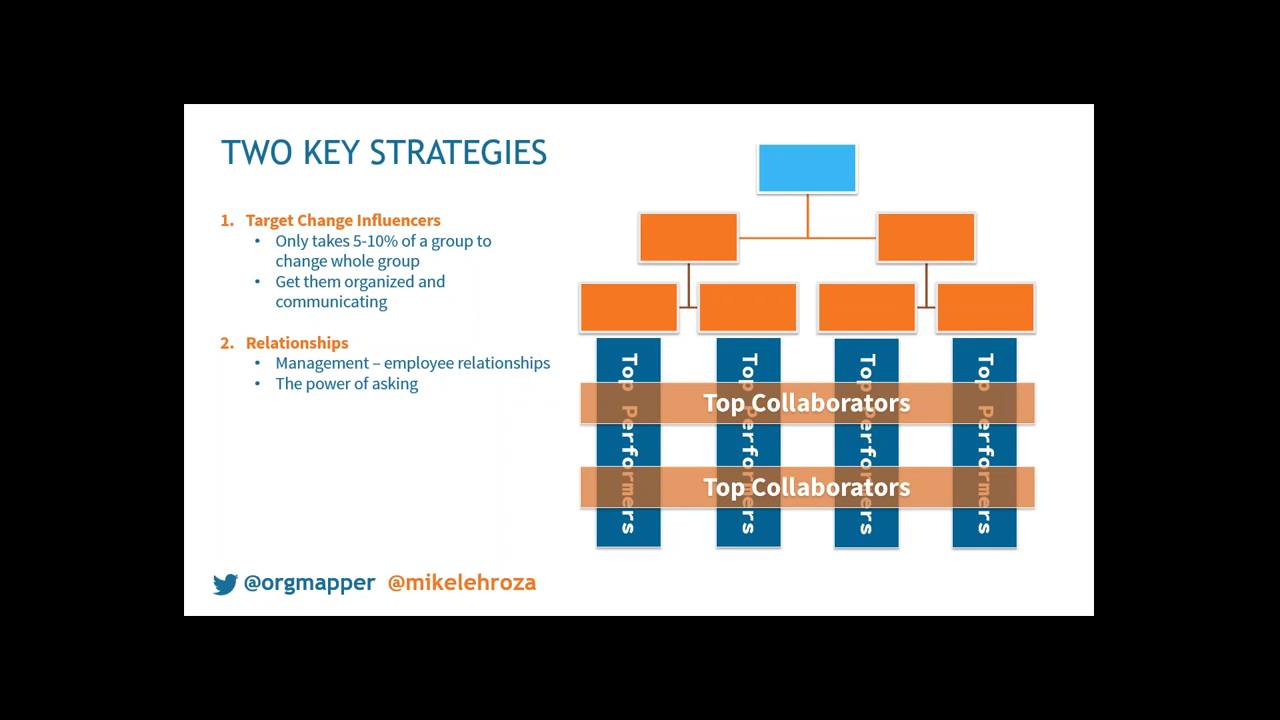 TWO KEY STRATEGIES
1. Target Change Influencers
• Only takes 5-10% of a group to
change whole group
• Get them organized and
communicating
2. Relationships
• Management – employee relationships
• The power of asking
Top Performers
Top Performers
Top Performers
Top Performers
Top Collaborators
Top Collaborators
@orgmapper @mikelehroza